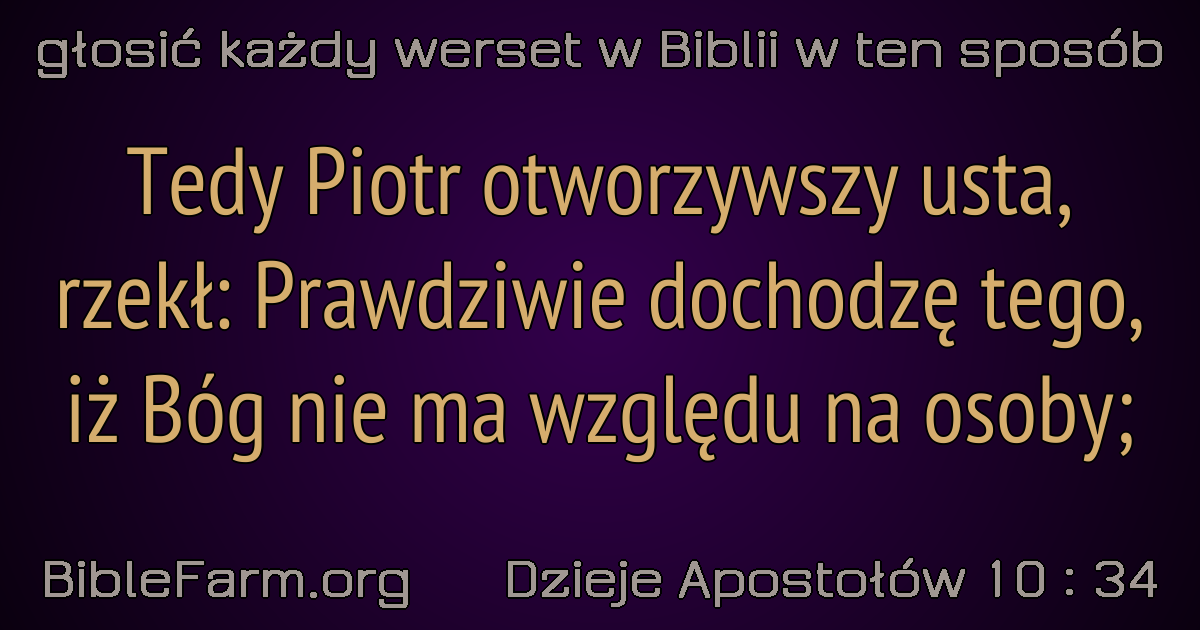 głosić każdy werset w Biblii w ten sposób
Tedy Piotr otworzywszy usta,
rzekł: Prawdziwie dochodzę tego,
iż Bóg nie ma względu na osoby;
BibleFarm.org Dzieje Apostołów 10 : 34